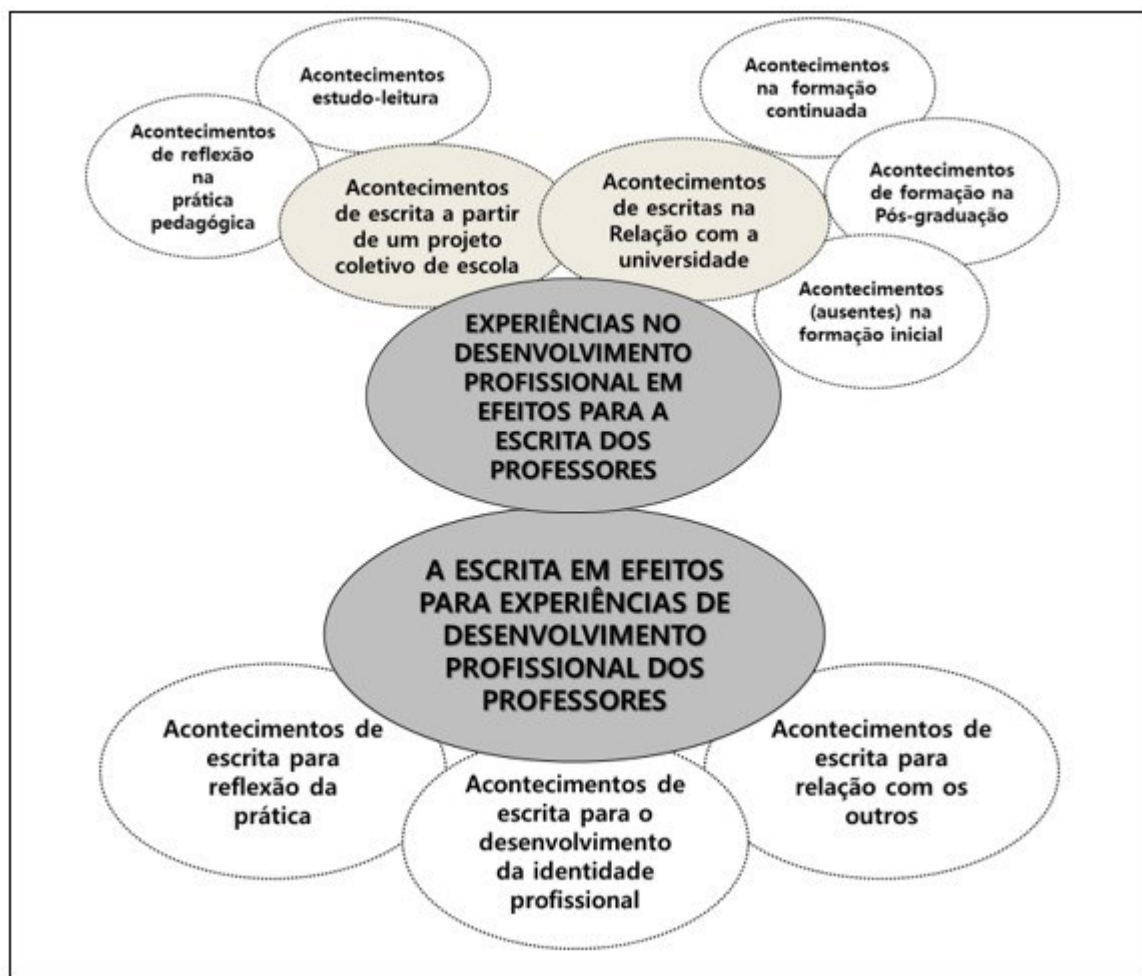 Acontecimentos
estudo-leitura
Acontecimentos
de reflexão
na
prática
pedagógica
Acontecimentos
de escrita a partir
de um projeto
coletivo de escola
Acontecimentos
na formação
continuada
Acontecimentos
de escritas na
Relação com a
universidade
Acontecimentos
de formação na
Pós-graduação
Acontecimentos
(ausentes) na
formação inicial
EXPERIÊNCIAS NO
DESENVOLVIMENTO
PROFISSIONAL EM
EFEITOS PARA A
ESCRITA DOS
PROFESSORES
A ESCRITA EM EFEITOS
PARA EXPERIÊNCIAS DE
DESENVOLVIMENTO
PROFISSIONAL DOS
PROFESSORES
Acontecimentos de
escrita para
reflexão da
prática
Acontecimentos de
escrita para o
desenvolvimento
da identidade
profissional
Acontecimentos de
escrita para
relação com os
outros